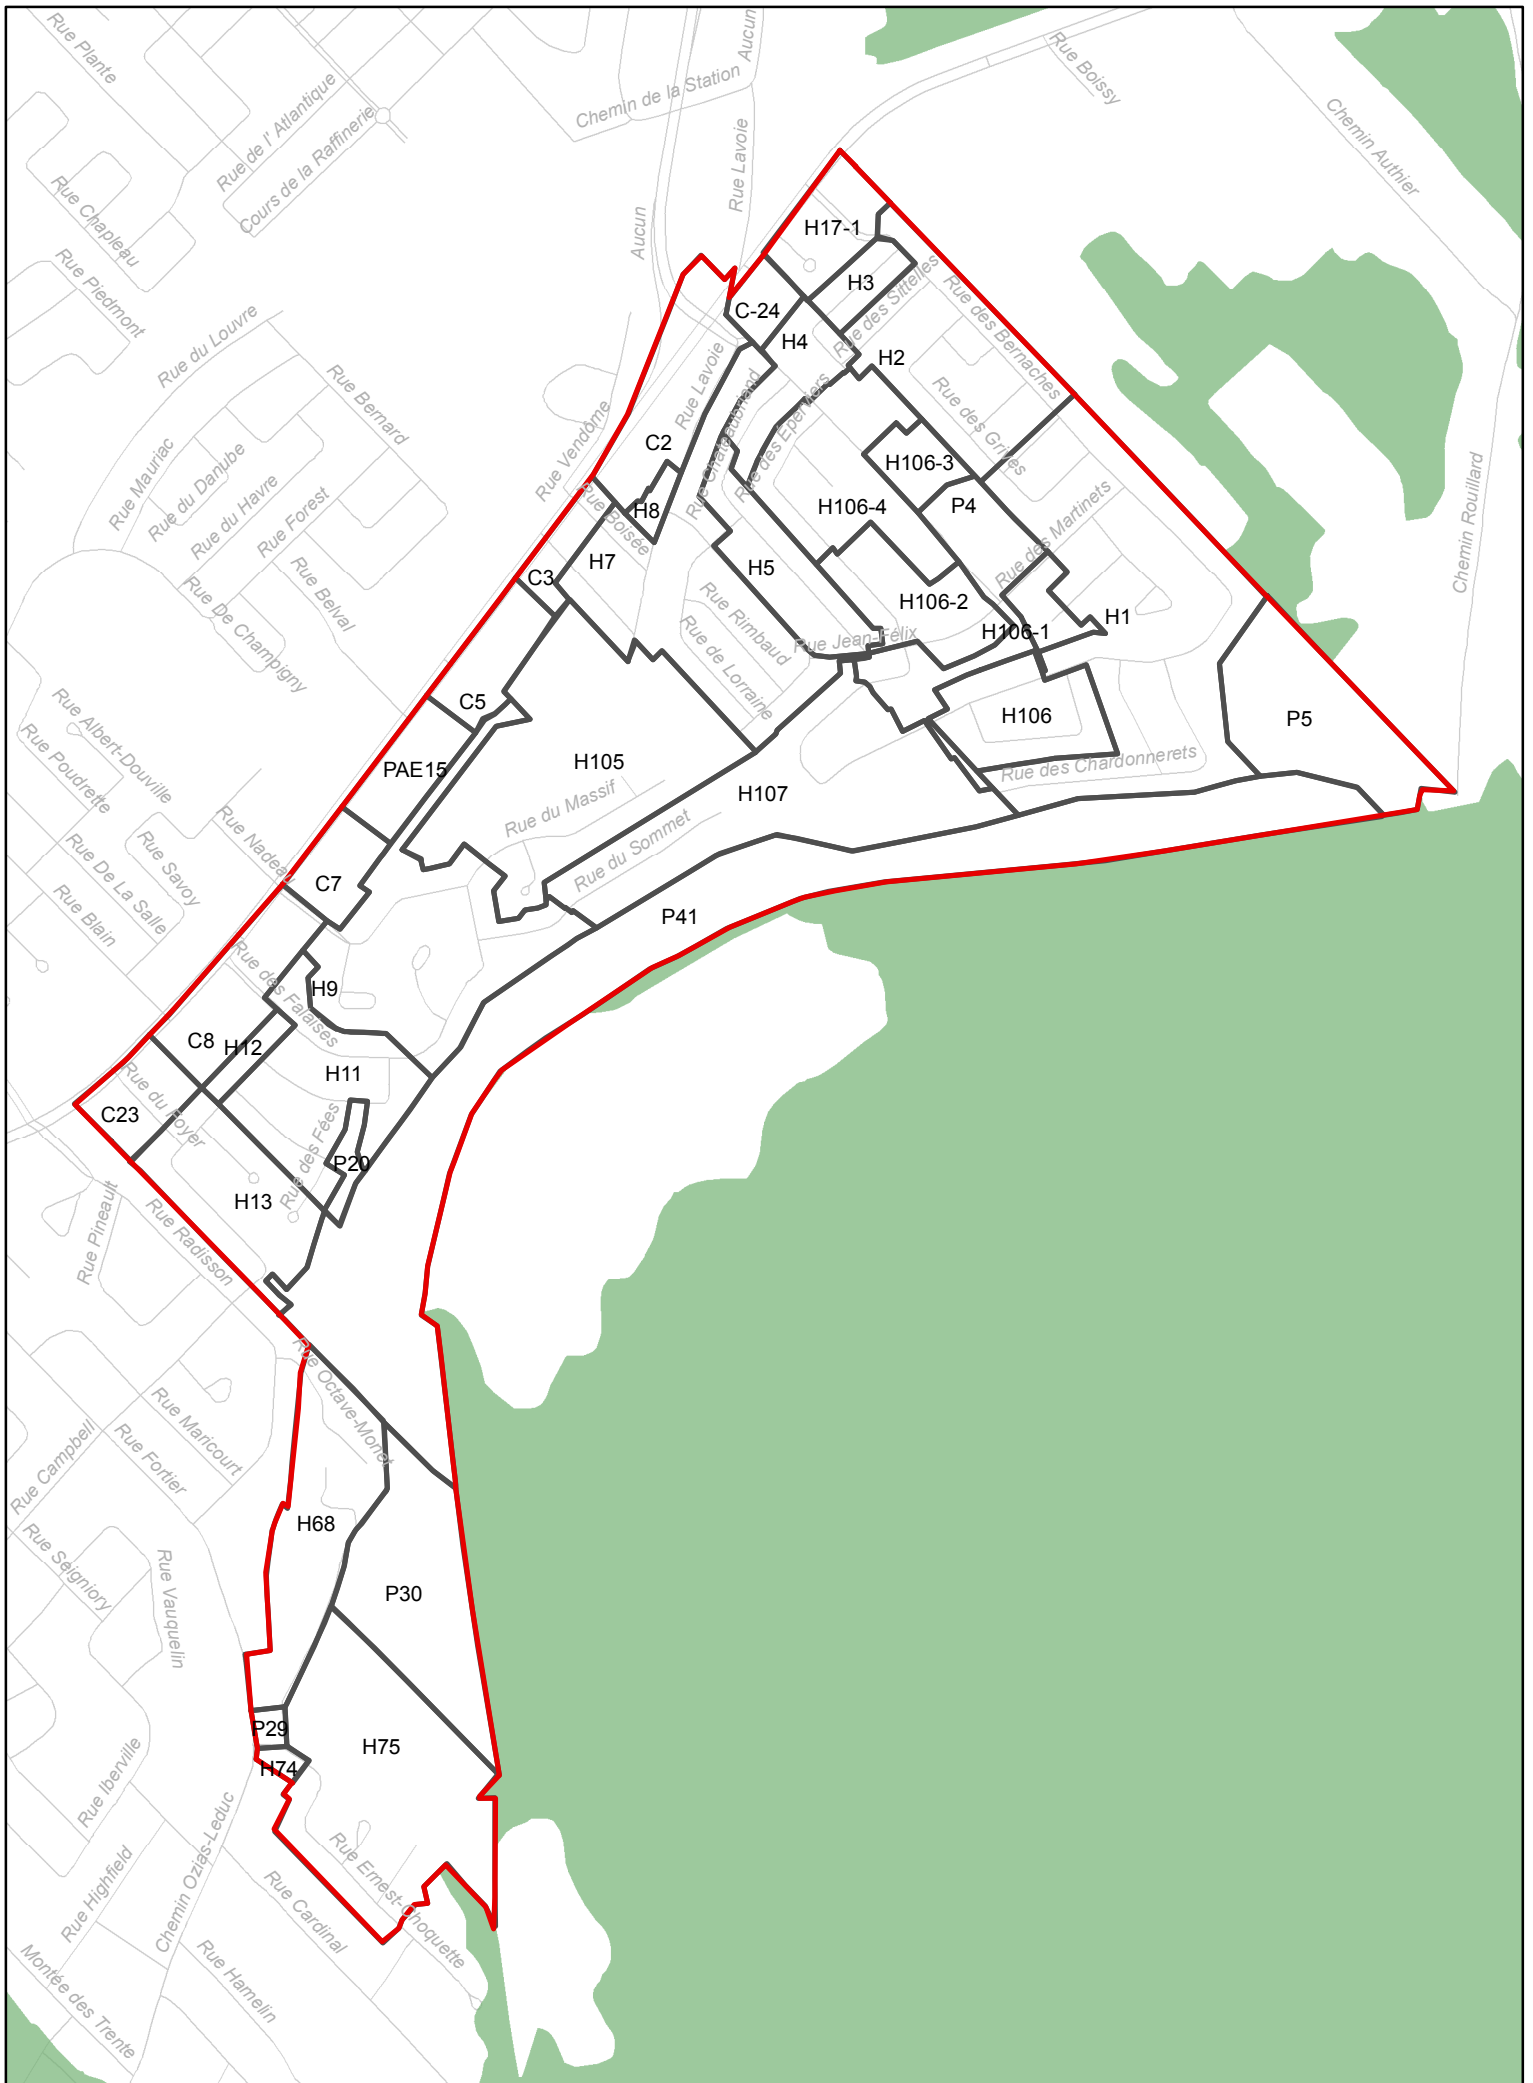 Rue Plante
Rue de l' Atlantique
Cours de la Raffinerie
Chemin de la Station
Aucun
Rue Boissy
Chemin Authier
Rue Lavoie
Rue Chapleau
Aucun
H17-1
Rue Piedmont
H3
Rue des Sittelles
Rue des Bernaches
Rue du Louvre
C-24
H4
H2
Rue Bernard
Rue Lavoie
Rue Chateaubriand
Rue des Éperviers
Rue des Grives
Rue Mauriac
Rue du Danube
Rue Vendôme
C2
H106-3
Rue du Havre
Rue Forest
Rue Boisée
H8
H106-4
P4
Rue des Martinets
Chemin Rouillard
Rue Belval
C3
H7
H5
H106-2
Rue De Champigny
Rue Rimbaud
Rue Jean-Félix
H106-1
H1
Rue de Lorraine
Rue Albert-Douville
C5
H106
P5
Rue Poudrette
PAE15
H105
H107
Rue des Chardonnerets
Rue du Massif
Rue du Sommet
Rue Nadeau
Rue Savoy
Rue De La Salle
C7
Rue Blain
P41
Rue des Falaises
H9
C8
H12
H11
Rue du Royer
C23
Rue des Fées
P20
H13
Rue Pineault
Rue Radisson
Rue Octave-Monet
Rue Maricourt
Rue Campbell
Rue Fortier
H68
Rue Seigniory
Rue Vauquelin
P30
P29
H75
H74
Rue Iberville
Chemin Ozias-Leduc
Rue Highfield
Rue Ernest-Choquette
Rue Cardinal
Rue Hamelin
Montée des Trente